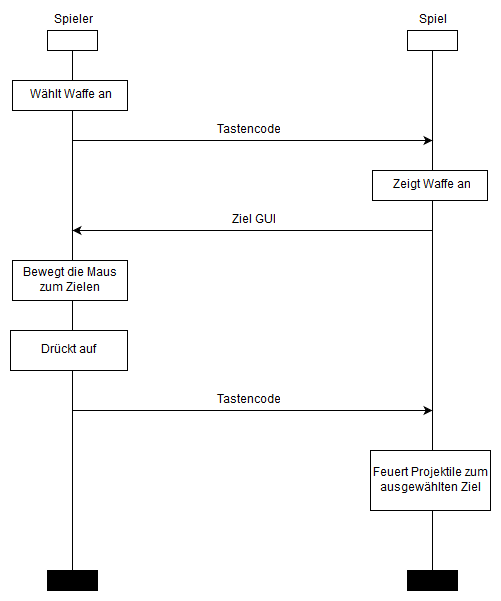 Spieler
Spiel
Wählt Waffe an
Tastencode
Zeigt Waffe an
Ziel GUI
Bewegt die Maus
zum Zielen
Drückt auf
Tastencode
Feuert Projektile zum
ausgewählten Ziel